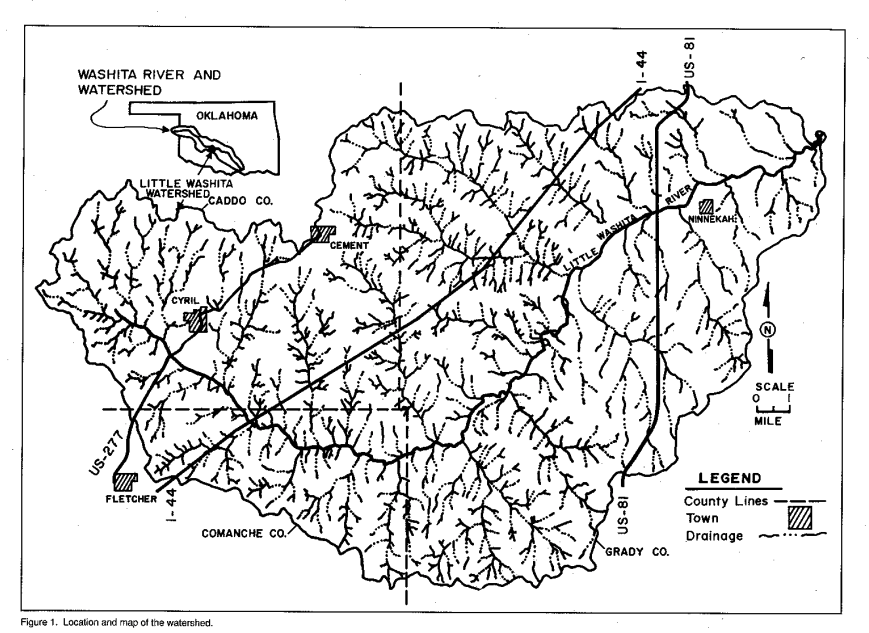 WASHITA RIVER AND
WATERSHED
OKLAHOMA
LITTLE WASHITA
WATERSHED
CADDO CO.
I-44
US-81
CEMENT
LITTLE WASHITA RIVER
NINNEKAH
CYRIL
N
SCALE
0 1
MILE
US-277
FLETCHER
I-44
COMANCHE CO.
US-81
GRADY CO.
LEGEND
County Lines
Town
Drainage
Figure 1. Location and map of the watershed.